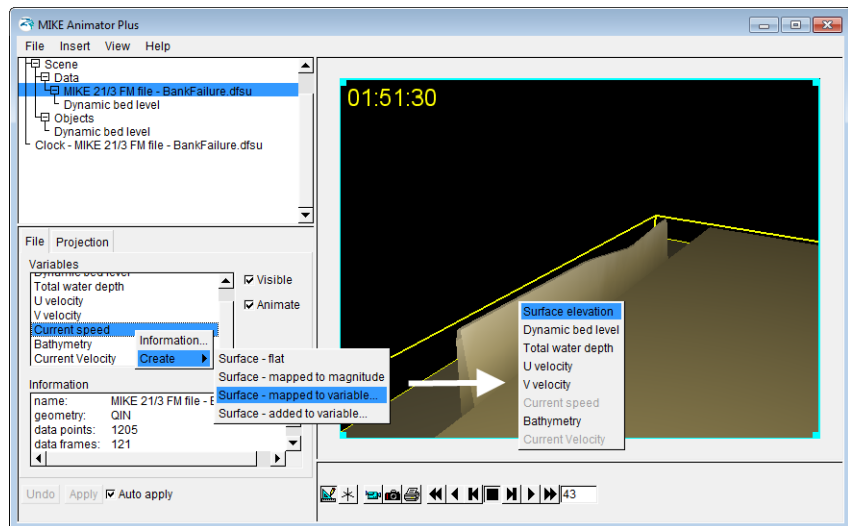 MIKE Animator Plus
File Insert View Help
Scene
Data
MIKE 21/3 FM file - BankFailure.dfsu
Dynamic bed level
Objects
Dynamic bed level
Clock - MIKE 21/3 FM file - BankFailure.dfsu
01:51:30
File Projection
Variables
Dynamic bed level
Total water depth
U velocity
V velocity
Current speed
Bathymetry
Current Velocity
Visible
Animate
Information...
Create
Surface - flat
Surface - mapped to magnitude
Surface - mapped to variable...
Surface - added to variable...
Surface elevation
Dynamic bed level
Total water depth
U velocity
V velocity
Current speed
Bathymetry
Current Velocity
Information
name: MIKE 21/3 FM file - B
geometry: QIN
data points: 1205
data frames: 121
Undo Apply Auto apply
43